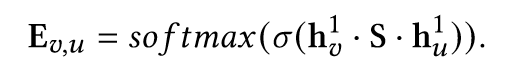 E_{v,u} = softmax(σ(h_v^1 · S · h_u^1)).